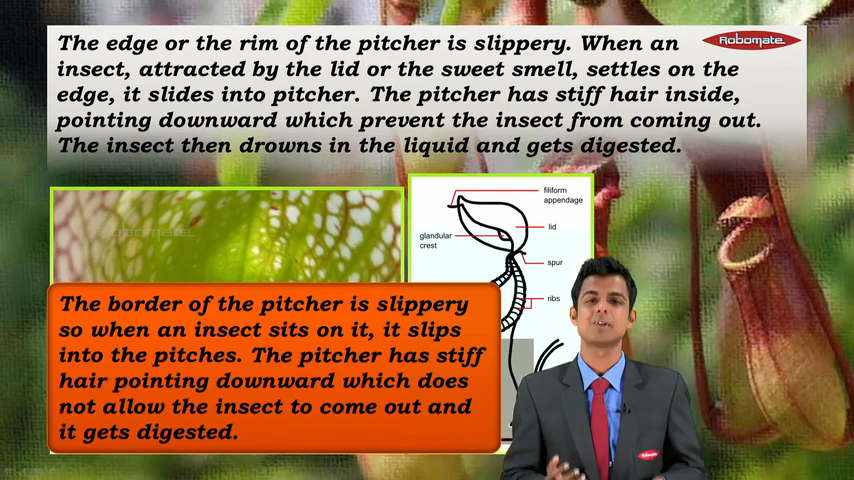 The edge or the rim of the pitcher is slippery. When an
insect, attracted by the lid or the sweet smell, settles on the
edge, it slides into pitcher. The pitcher has stiff hair inside,
pointing downward which prevent the insect from coming out.
The insect then drowns in the liquid and gets digested.
Robomate
Robomate
filiform
appendage
lid
glandular
crest
spur
ribs
The border of the pitcher is slippery
so when an insect sits on it, it slips
into the pitches. The pitcher has stiff
hair pointing downward which does
not allow the insect to come out and
it gets digested.
Robomate